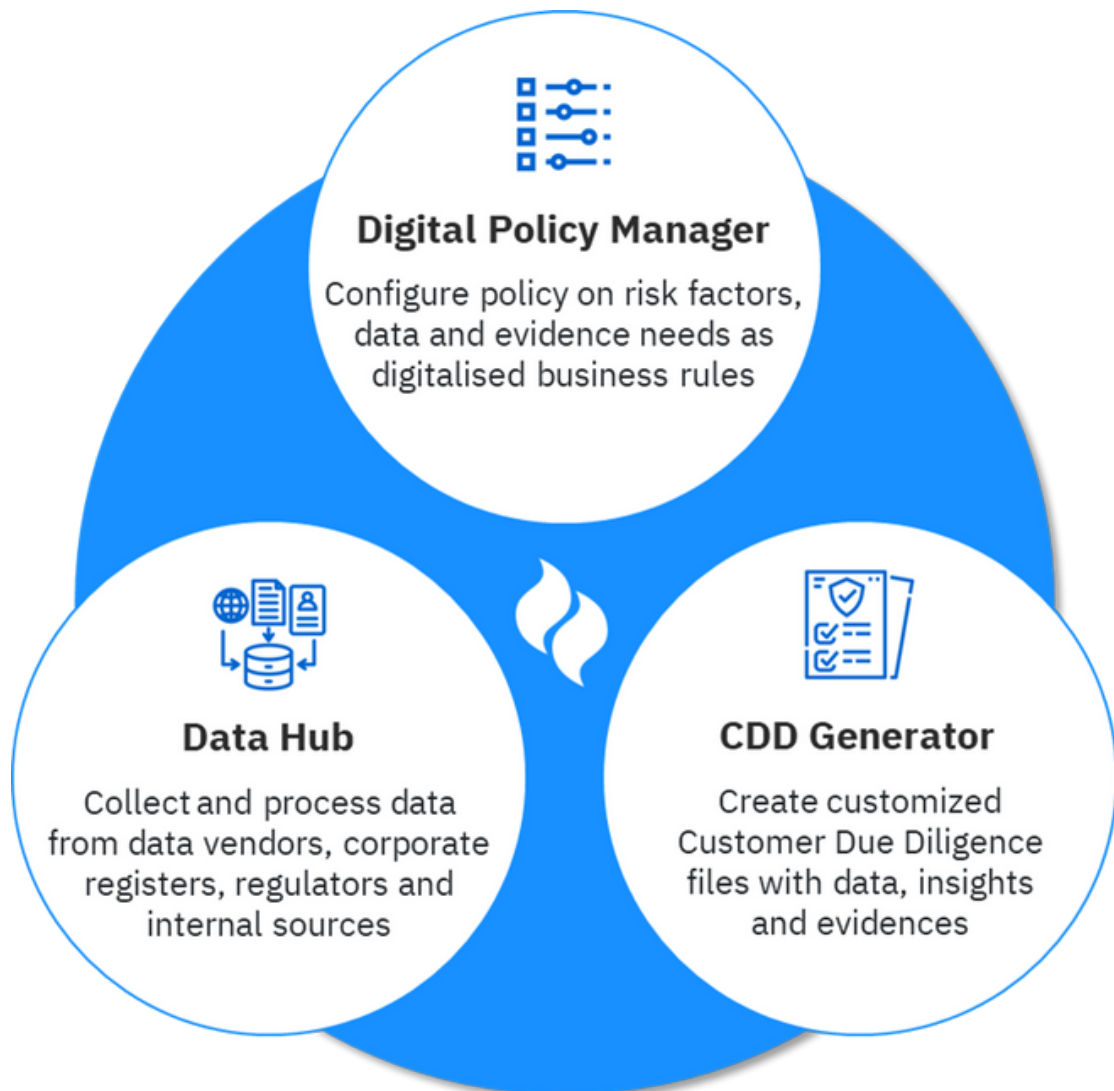 Digital Policy Manager
Configure policy on risk factors,
data and evidence needs as
digitalised business rules
Data Hub
Collect and process data
from data vendors, corporate
registers, regulators and
internal sources
CDD Generator
Create customized
Customer Due Diligence
files with data, insights
and evidences